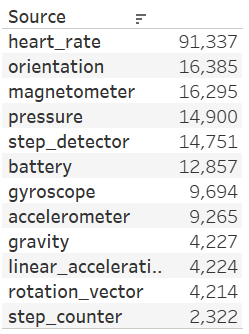 Source
heart_rate 91,337
orientation 16,385
magnetometer 16,295
pressure 14,900
step_detector 14,751
battery 12,857
gyroscope 9,694
accelerometer 9,265
gravity 4,227
linear_accelerati.. 4,224
rotation_vector 4,214
step_counter 2,322